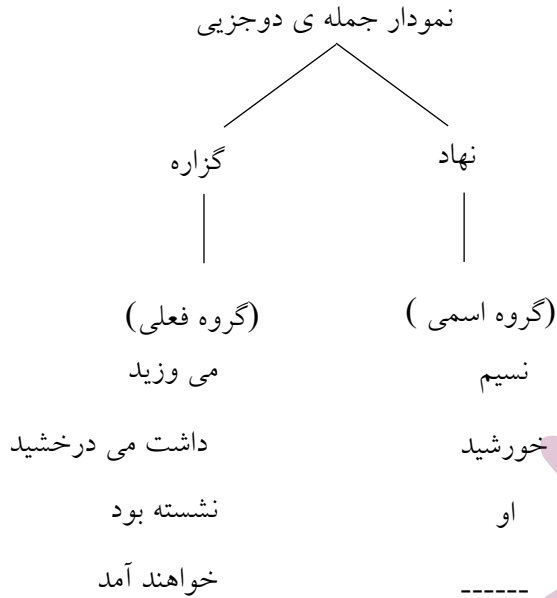 نمودار جمله ی دوجزیی
نهاد گزاره
(گروه اسمی ) (گروه فعلی)
نسیم می وزید
خورشید داشت می درخشید
او نشسته بود
------ خواهند آمد